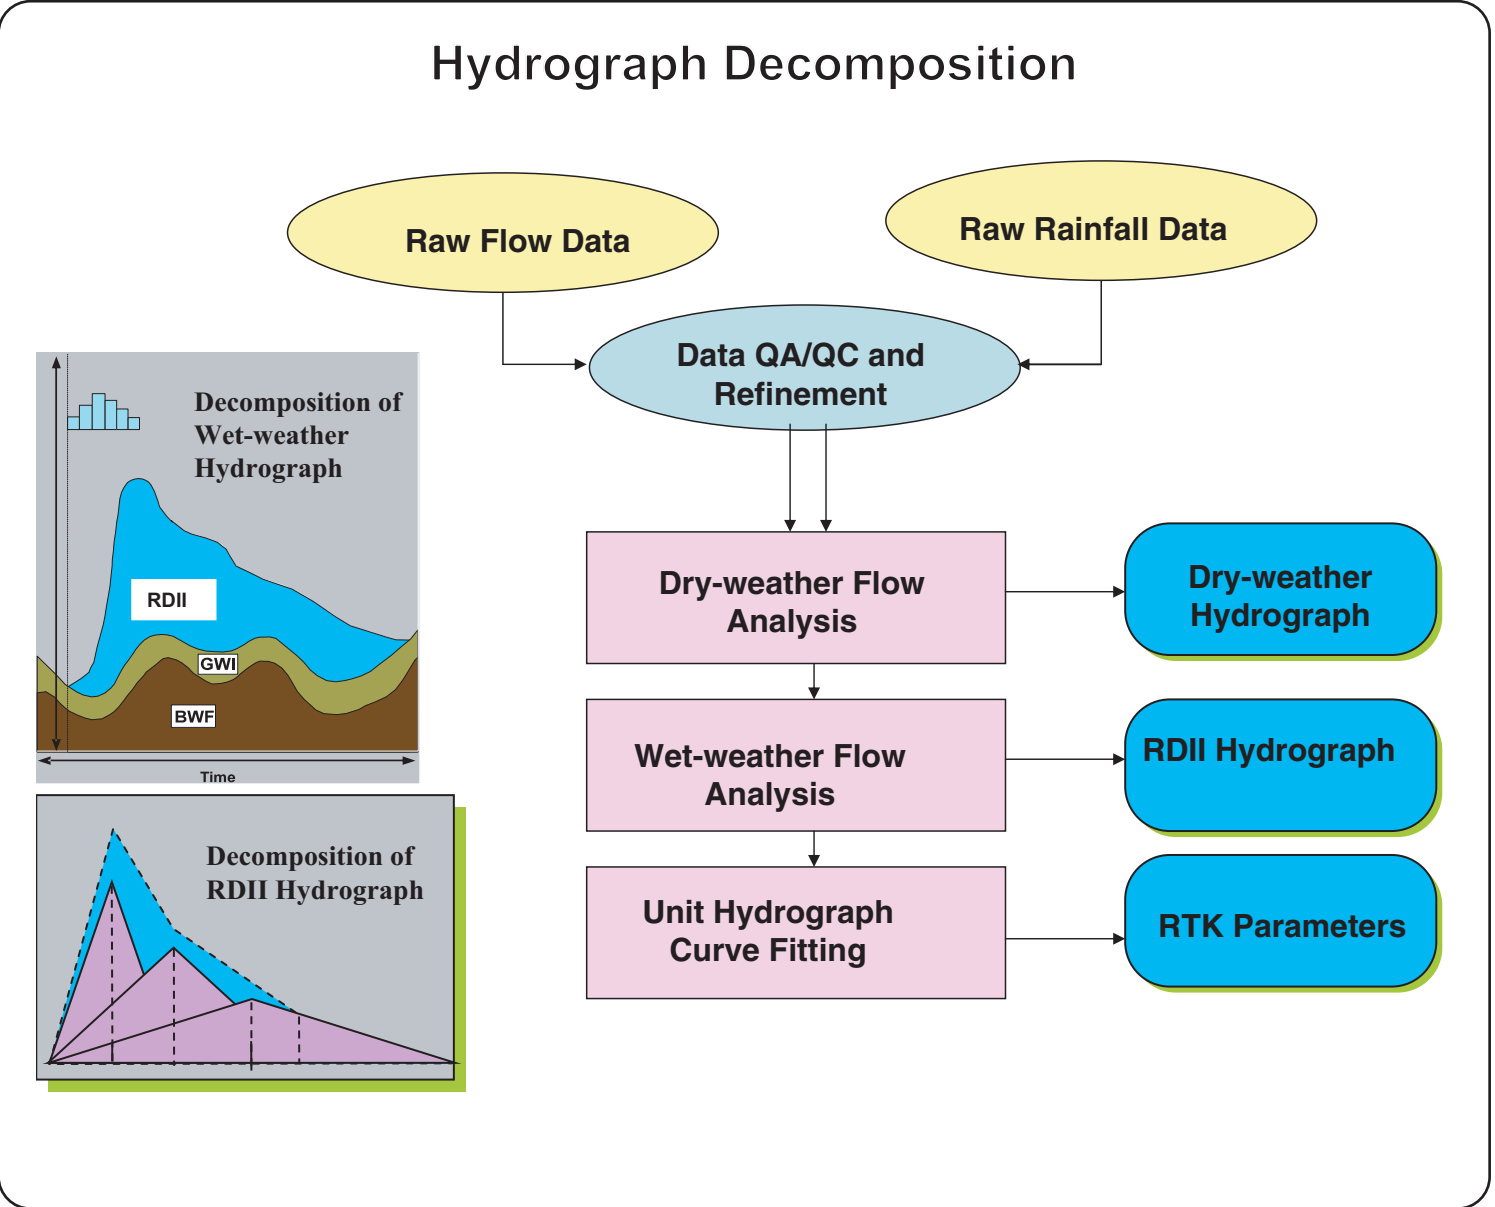 Hydrograph Decomposition
Raw Flow Data
Raw Rainfall Data
Data QA/QC and
Refinement
Decomposition of
Wet-weather
Hydrograph
RDII
GWI
BWF
Time
Dry-weather Flow
Analysis
Dry-weather
Hydrograph
Wet-weather Flow
Analysis
RDII Hydrograph
Decomposition of
RDII Hydrograph
Unit Hydrograph
Curve Fitting
RTK Parameters